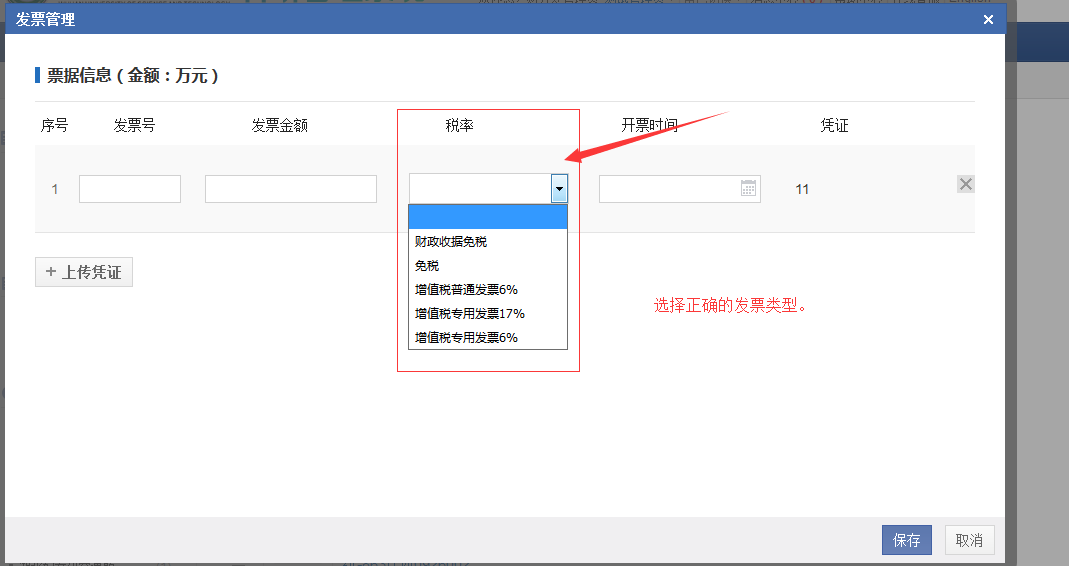 发票管理
票据信息（金额：万元）
序号 发票号 发票金额 税率 开票时间 凭证
1 11
财政收据免税
免税
增值税普通发票6%
增值税专用发票17%
增值税专用发票6%
+ 上传凭证
选择正确的发票类型。
保存 取消